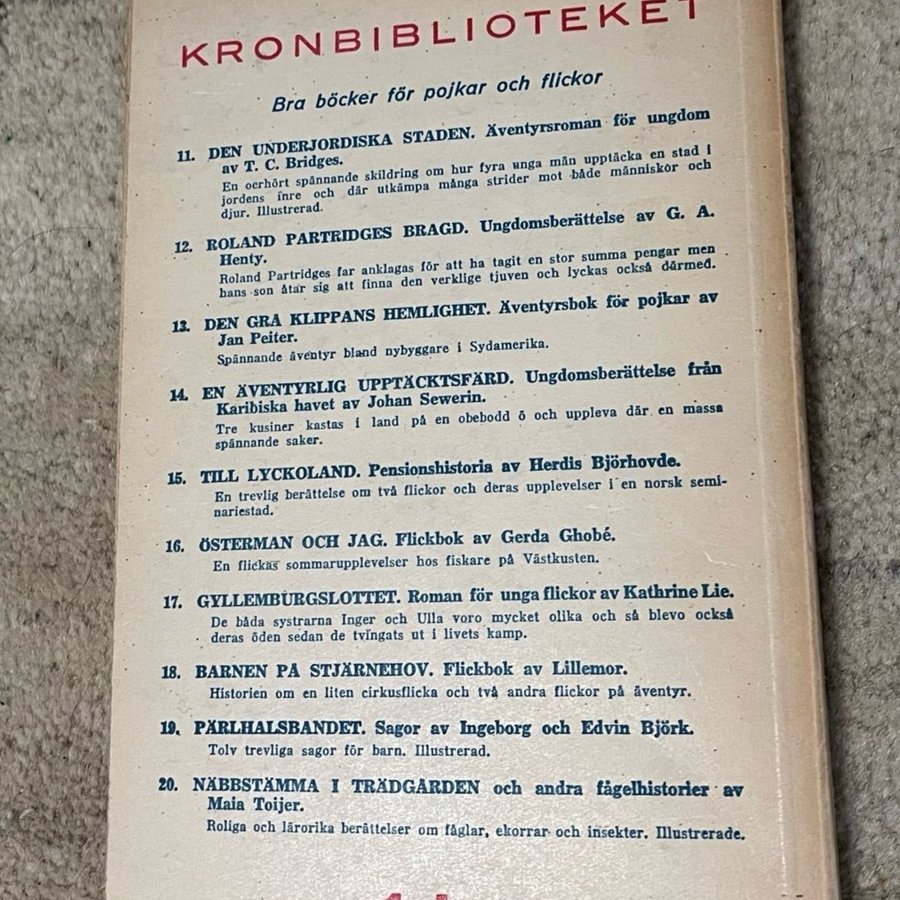 KRONBIBLIOTEKET
Bra böcker för pojkar och flickor
11. DEN UNDERJORDISKA STADEN. Äventyrsroman för ungdom
av T. C. Bridges.
En oerhört spännande skildring om hur fyra unga män upptäcka en stad i
jordens inre och där utkämpa många strider mot både människor och
djur. Illustrerad.
12. ROLAND PARTRIDGES BRAGD. Ungdomsberättelse av G. A.
Henty.
Roland Partridges far anklagas för att ha tagit en stor summa pengar men
hans son åtar sig att finna den verklige tjuven och lyckas också därmed.
13. DEN GRÅ KLIPPANS HEMLIGHET. Äventyrsbok för pojkar av
Jan Peiter.
Spännande äventyr bland nybyggare i Sydamerika.
14. EN ÄVENTYRLIG UPPTÄCKTSFÄRD. Ungdomsberättelse från
Karibiska havet av Johan Sewerin.
Tre kusiner kastas i land på en obebodd ö och uppleva där en massa
spännande saker.
15. TILL LYCKOLAND. Pensionshistoria av Herdis Björhovde.
En trevlig berättelse om två flickor och deras upplevelser i en norsk semi-
nariestad.
16. ÖSTERMAN OCH JAG. Flickbok av Gerda Ghobé.
En flickas sommarupplevelser hos fiskare på Västkusten.
17. GYLLEMBURGSLOTTET. Roman för unga flickor av Kathrine Lie.
De båda systrarna Inger och Ulla voro mycket olika och så blevo också
deras öden sedan de tvingats ut i livets kamp.
18. BARNEN PÅ STJÄRNEHOV. Flickbok av Lillemor.
Historien om en liten cirkusflicka och två andra flickor på äventyr.
19. PÄRLHALSBANDET. Sagor av Ingeborg och Edvin Björk.
Tolv trevliga sagor för barn. Illustrerad.
20. NÄBBSTÄMMA I TRÄDGÅRDEN och andra fågelhistorier av
Maia Toijer.
Roliga och lärorika berättelser om fåglar, ekorrar och insekter. Illustrerade.